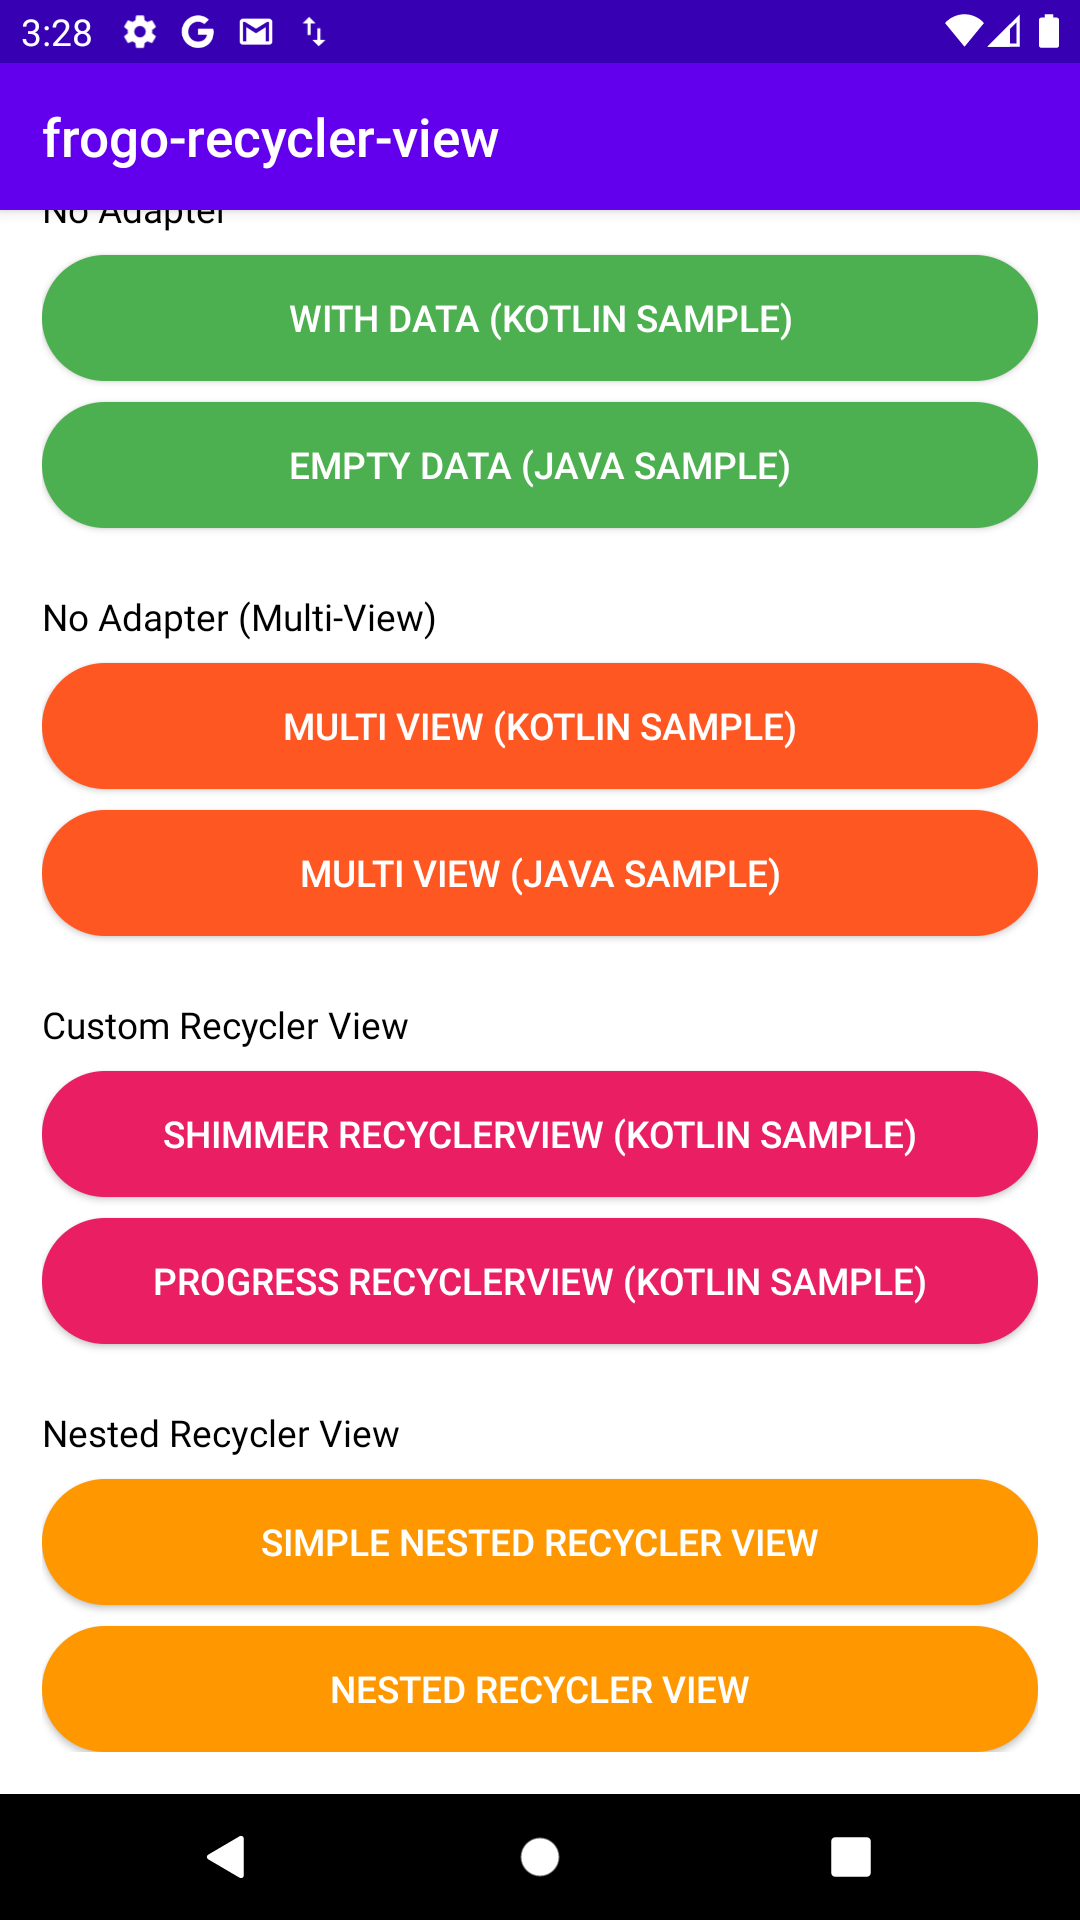 3:28
frogo-recycler-view
No Adapter
WITH DATA (KOTLIN SAMPLE)
EMPTY DATA (JAVA SAMPLE)
No Adapter (Multi-View)
MULTI VIEW (KOTLIN SAMPLE)
MULTI VIEW (JAVA SAMPLE)
Custom Recycler View
SHIMMER RECYCLERVIEW (KOTLIN SAMPLE)
PROGRESS RECYCLERVIEW (KOTLIN SAMPLE)
Nested Recycler View
SIMPLE NESTED RECYCLER VIEW
NESTED RECYCLER VIEW